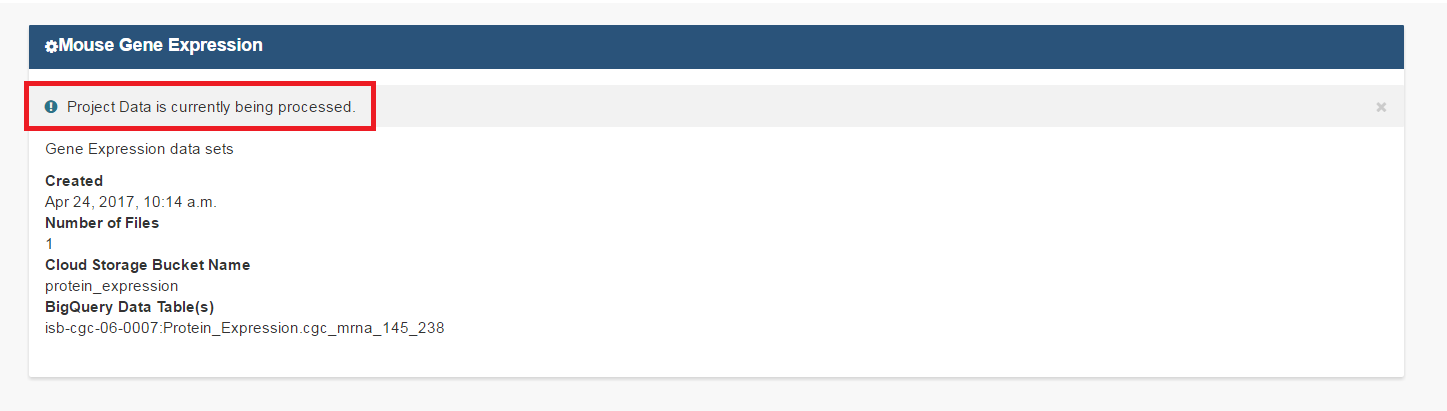 Mouse Gene Expression
Project Data is currently being processed.
Gene Expression data sets
Created
Apr 24, 2017, 10:14 a.m.
Number of Files
1
Cloud Storage Bucket Name
protein_expression
BigQuery Data Table(s)
isb-cgc-06-0007:Protein_Expression.cgc_mrna_145_238